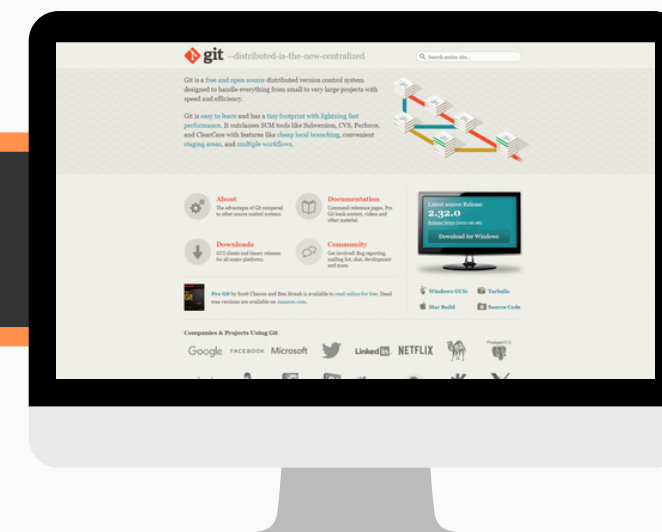 git --distributed-is-the-new-centralized
Search entire site...
Git is a free and open source distributed version control system
designed to handle everything from small to very large projects with
speed and efficiency.
Git is easy to learn and has a tiny footprint with lightning fast
performance. It outclasses SCM tools like Subversion, CVS, Perforce,
and ClearCase with features like cheap local branching, convenient
staging areas, and multiple workflows.
About
The advantages of Git compared
to other source control systems.
Documentation
Command reference pages, Pro
Git book content, videos and
other material.
Downloads
GUI clients and binary releases
for all major platforms.
Community
Get involved! Bug reporting,
mailing list, chat, development
and more.
Latest source Release
2.32.0
Release Notes (2021-06-06)
Download for Windows
Pro Git by Scott Chacon and Ben Straub is available to read online for free. Dead
tree versions are available on Amazon.com.
Windows GUIs
Tarballs
Mac Build
Source Code
Companies & Projects Using Git
Google FACEBOOK Microsoft Linked in NETFLIX PostgreSQL